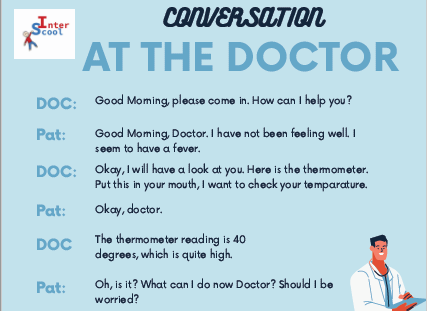 Inter
Scool
CONVERSATION
AT THE DOCTOR
DOC: Good Morning, please come in. How can I help you?
Pat: Good Morning, Doctor. I have not been feeling well. I
seem to have a fever.
DOC: Okay, I will have a look at you. Here is the thermometer.
Put this in your mouth, I want to check your temparature.
Pat: Okay, doctor.
DOC The thermometer reading is 40
degrees, which is quite high.
Pat: Oh, is it? What can I do now Doctor? Should I be
worried?